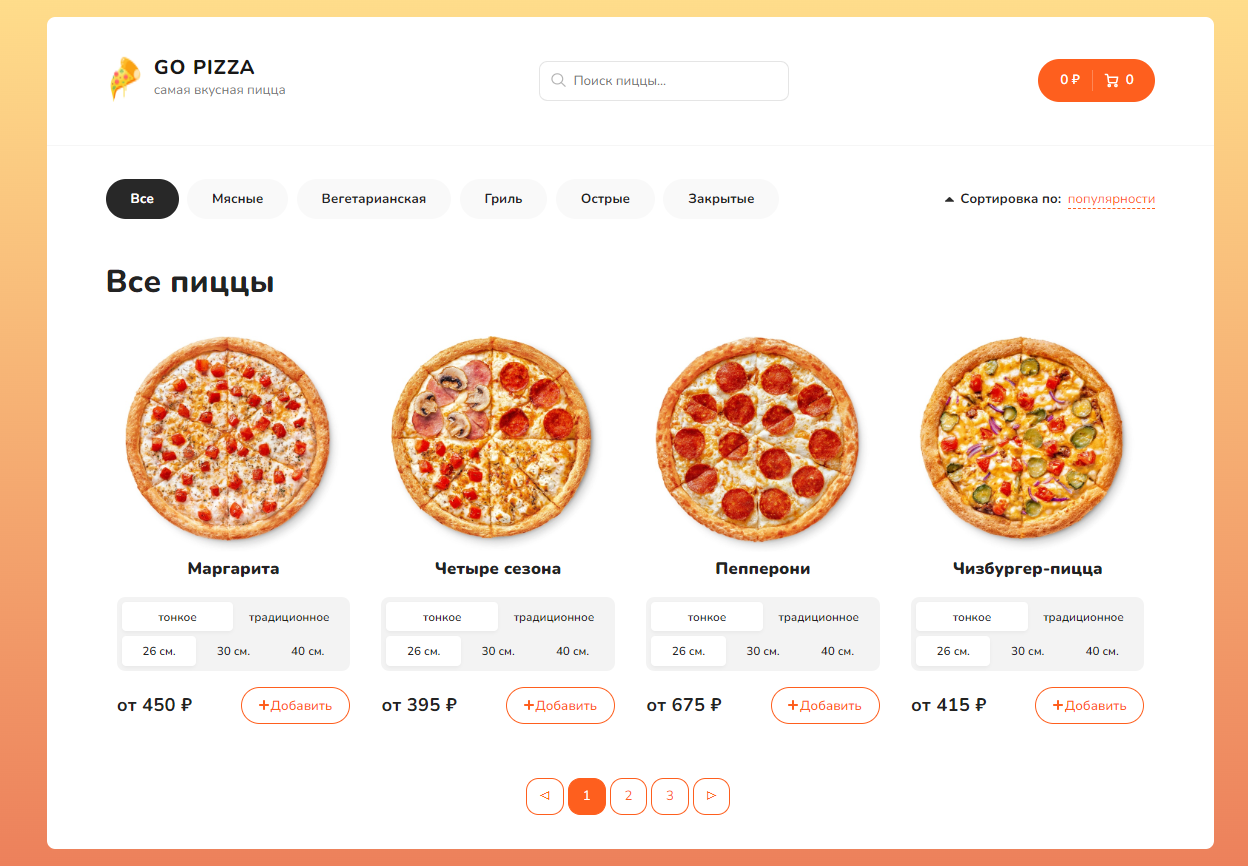 GO PIZZA
самая вкусная пицца
Поиск пиццы...
0 ₽ 0
Все Мясные Вегетарианская Гриль Острые Закрытые
Сортировка по: популярности
Все пиццы
Маргарита Четыре сезона Пепперони Чизбургер-пицца
тонкое традиционное тонкое традиционное тонкое традиционное тонкое традиционное
26 см. 30 см. 40 см. 26 см. 30 см. 40 см. 26 см. 30 см. 40 см. 26 см. 30 см. 40 см.
от 450 ₽ +Добавить от 395 ₽ +Добавить от 675 ₽ +Добавить от 415 ₽ +Добавить
1 2 3